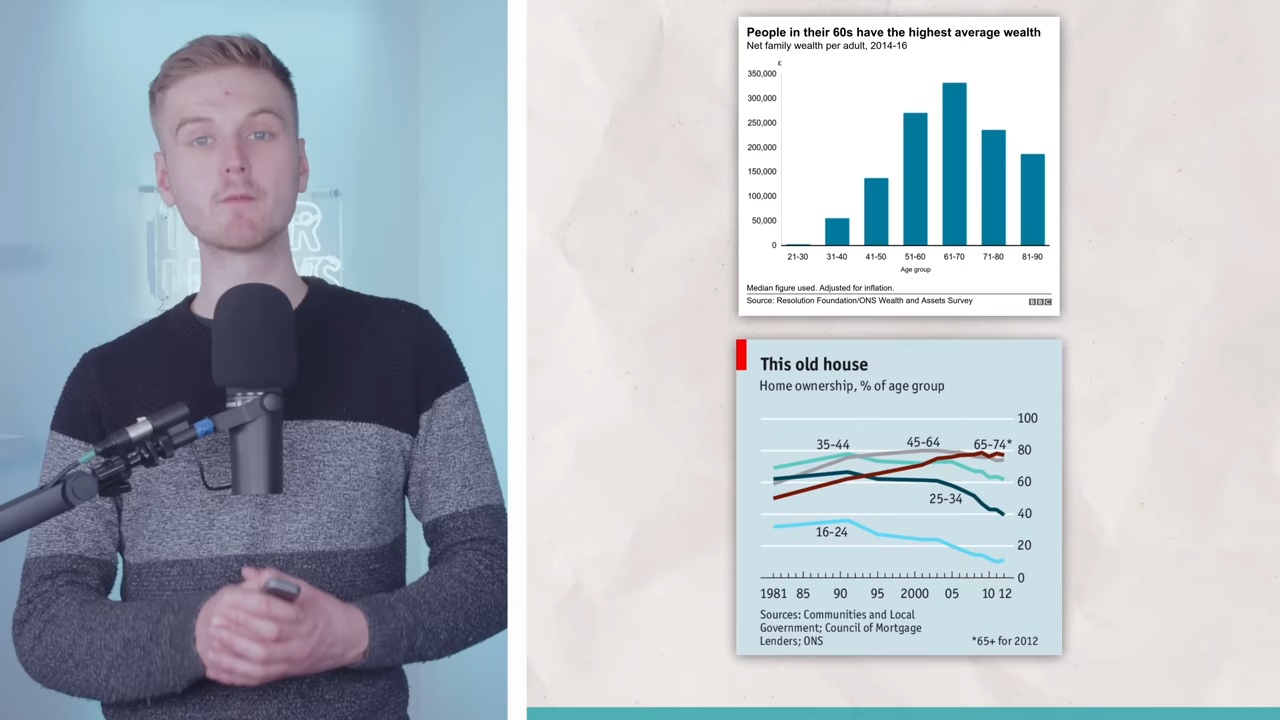 People in their 60s have the highest average wealth
Net family wealth per adult, 2014-16
£
350,000
300,000
250,000
200,000
150,000
100,000
50,000
0
21-30 31-40 41-50 51-60 61-70 71-80 81-90
Age group
Median figure used. Adjusted for inflation.
Source: Resolution Foundation/ONS Wealth and Assets Survey
BBC
This old house
Home ownership, % of age group
100
35-44 45-64 65-74*
80
60
25-34
40
16-24
20
0
1981 85 90 95 2000 05 10 12
Sources: Communities and Local
Government; Council of Mortgage
Lenders; ONS
*65+ for 2012